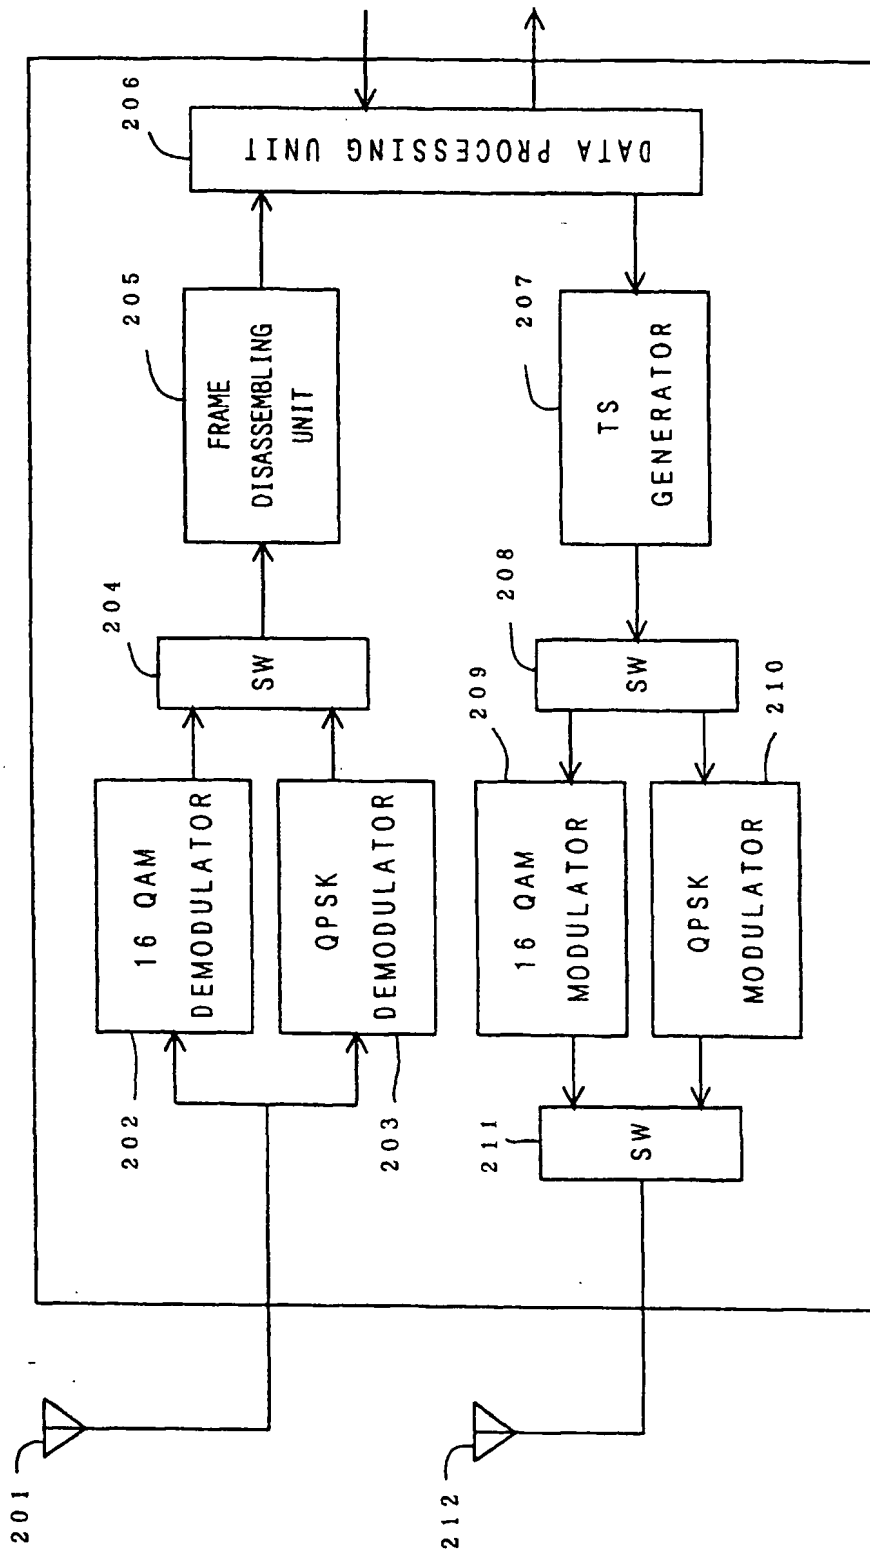 201
202
16 QAM
DEMODULATOR
203
QPSK
DEMODULATOR
204
SW
205
FRAME
DISASSEMBLING
UNIT
206
DATA PROCESSING UNIT
207
TS
GENERATOR
208
SW
209
16 QAM
MODULATOR
210
QPSK
MODULATOR
211
SW
212